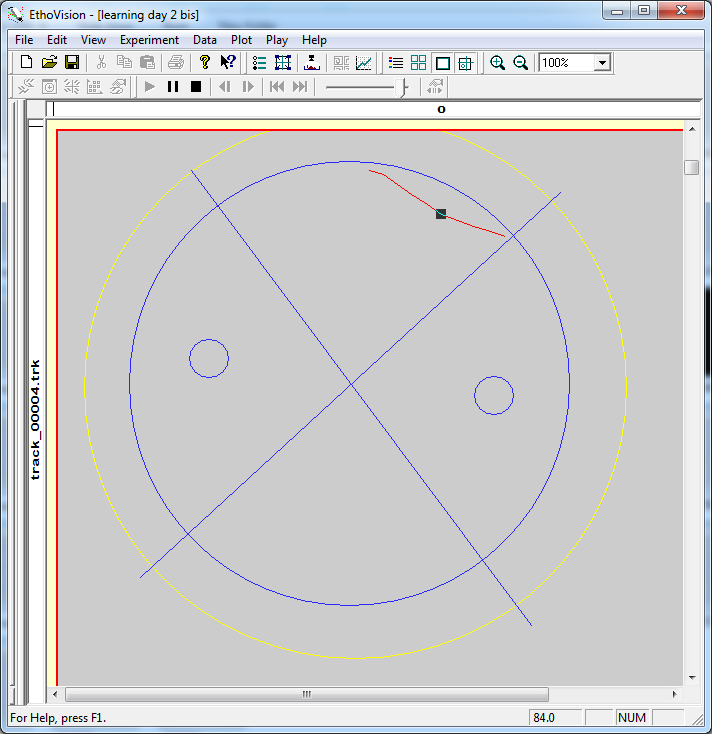 EthoVision - [learning day 2 bis]
File Edit View Experiment Data Plot Play Help
100%
o
track_00004.trk
For Help, press F1.
84.0
NUM